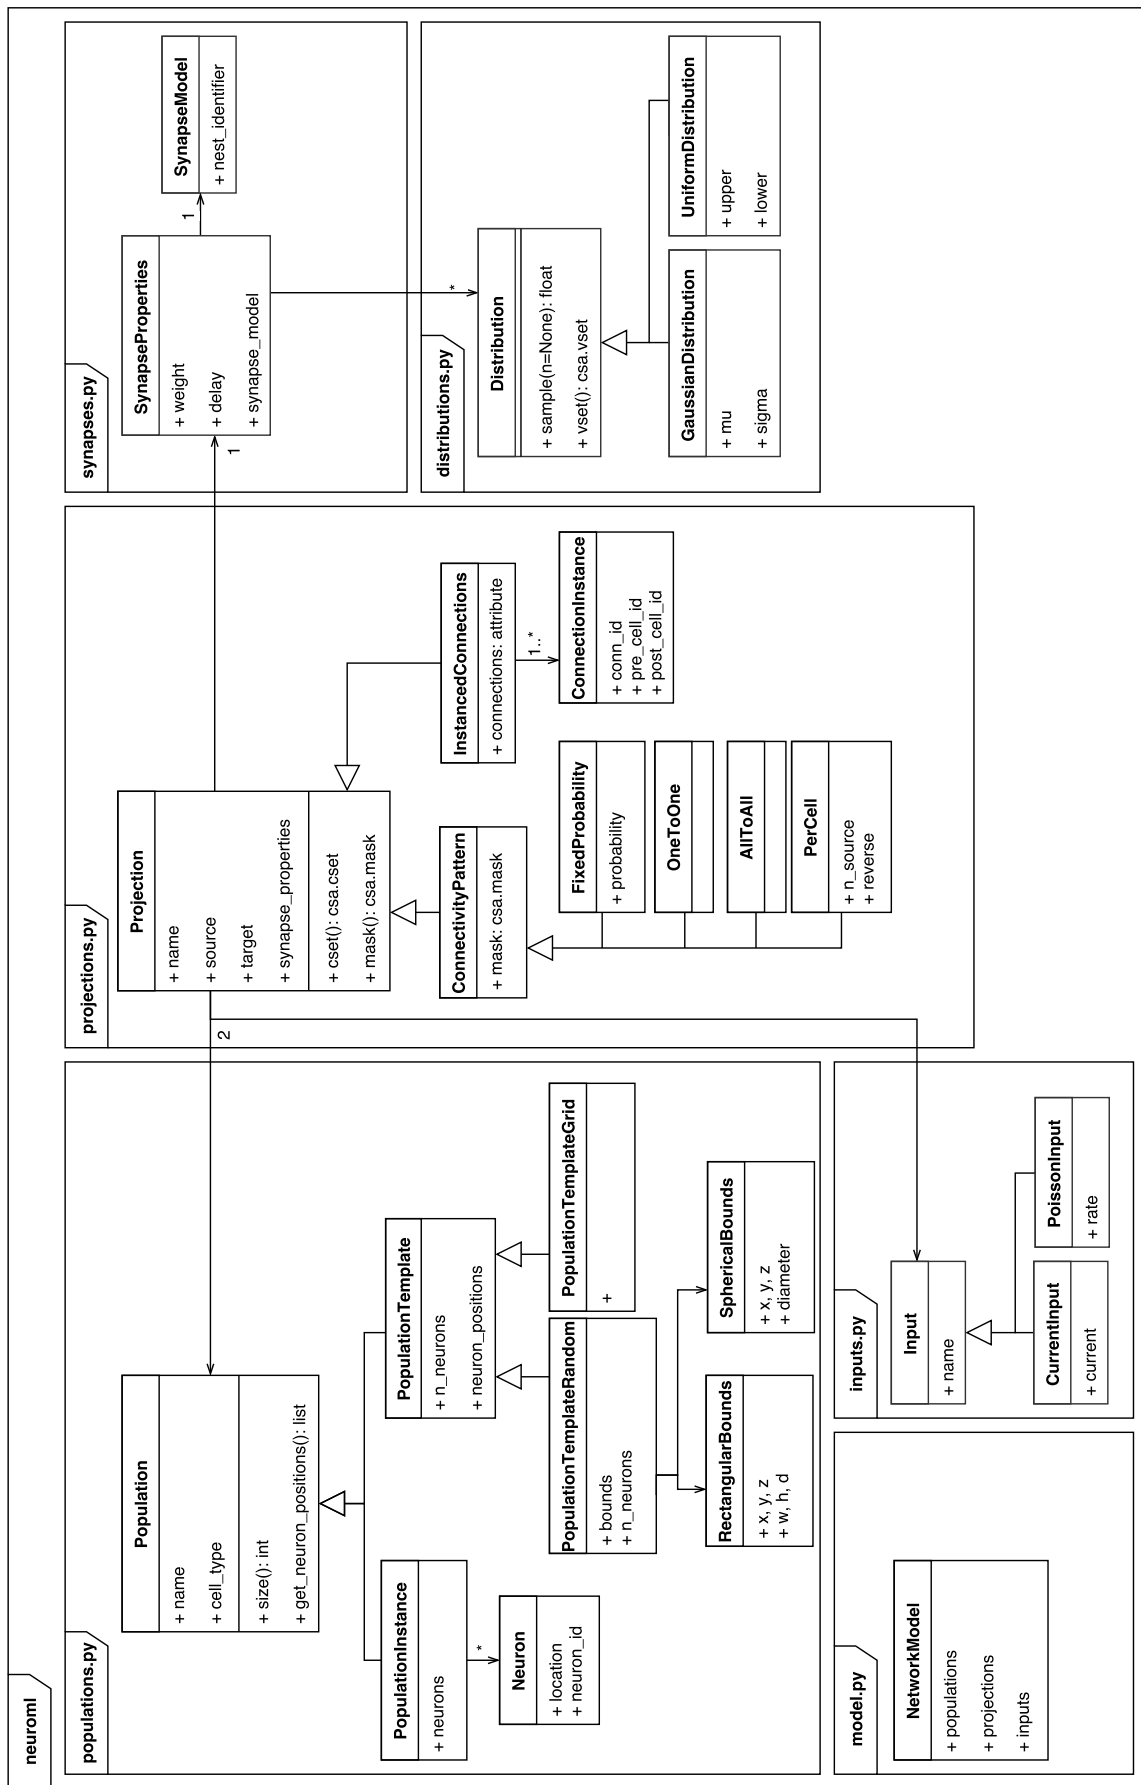 neuroml
populations.py
Population
+ name
+ cell_type
+ size(): int
+ get_neuron_positions(): list
PopulationInstance
+ neurons
*
Neuron
+ location
+ neuron_id
PopulationTemplate
+ n_neurons
+ neuron_positions
PopulationTemplateRandom
+ bounds
+ n_neurons
PopulationTemplateGrid
+
RectangularBounds
+ x, y, z
+ w, h, d
SphericalBounds
+ x, y, z
+ diameter
model.py
NetworkModel
+ populations
+ projections
+ inputs
inputs.py
Input
+ name
CurrentInput
+ current
PoissonInput
+ rate
projections.py
2
Projection
+ name
+ source
+ target
+ synapse_properties
+ cset(): csa.cset
+ mask(): csa.mask
ConnectivityPattern
+ mask: csa.mask
FixedProbability
+ probability
OneToOne
AllToAll
PerCell
+ n_source
+ reverse
InstancedConnections
+ connections: attribute
1..*
ConnectionInstance
+ conn_id
+ pre_cell_id
+ post_cell_id
synapses.py
1
SynapseProperties
+ weight
+ delay
+ synapse_model
1
SynapseModel
+ nest_identifier
distributions.py
*
Distribution
+ sample(n=None): float
+ vset(): csa.vset
GaussianDistribution
+ mu
+ sigma
UniformDistribution
+ upper
+ lower